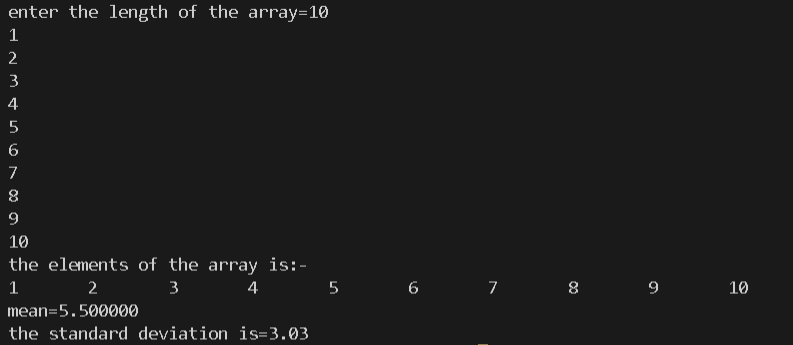 enter the length of the array=10
1
2
3
4
5
6
7
8
9
10
the elements of the array is:-
1 2 3 4 5 6 7 8 9 10
mean=5.500000
the standard deviation is=3.03